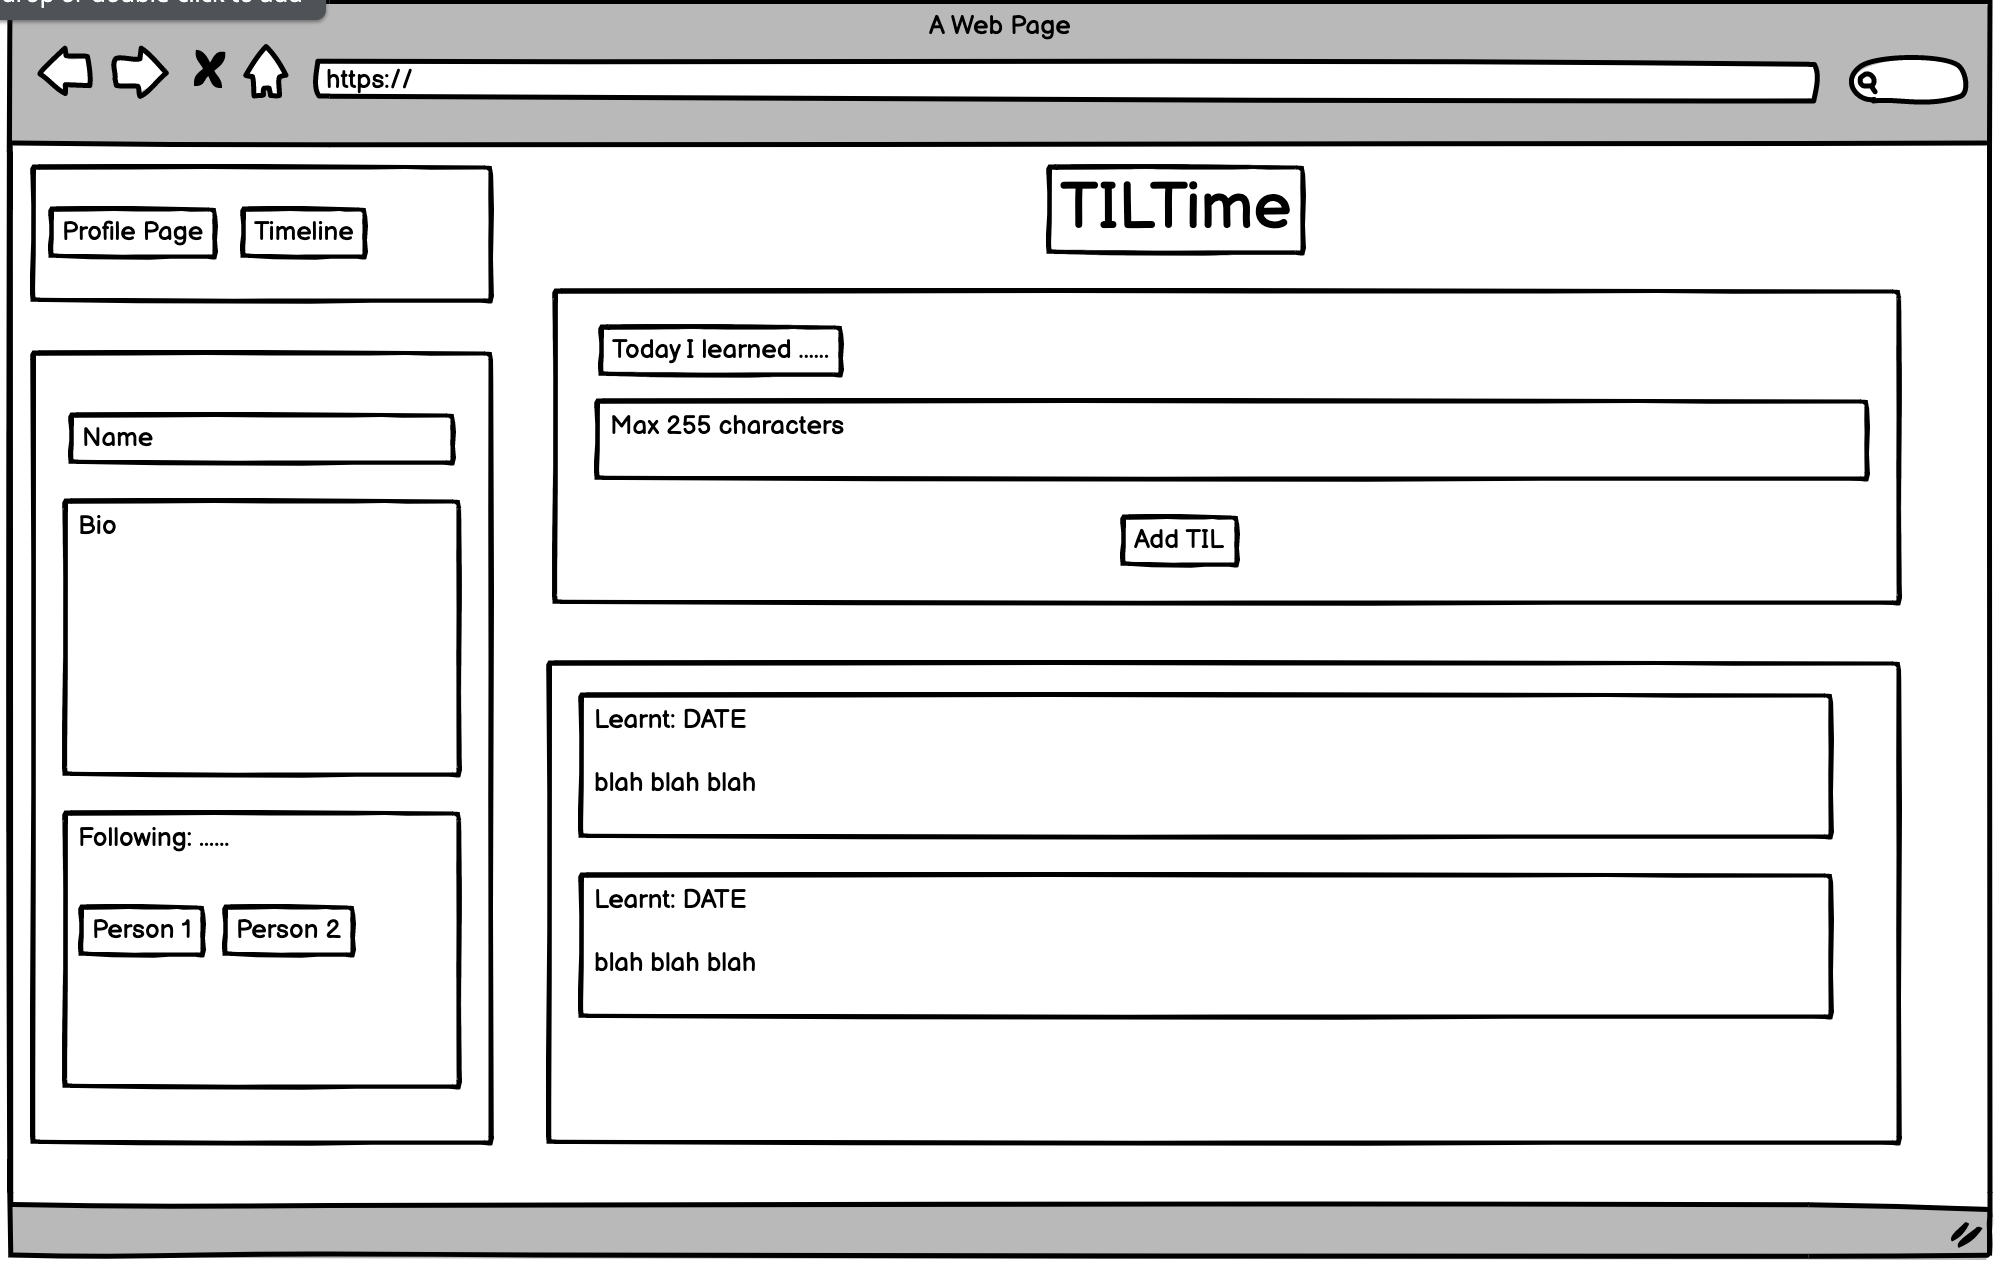 A Web Page
https://
Profile Page
Timeline
TILTime
Name
Bio
Following: ......
Person 1
Person 2
Today I learned ......
Max 255 characters
Add TIL
Learnt: DATE
blah blah blah
Learnt: DATE
blah blah blah